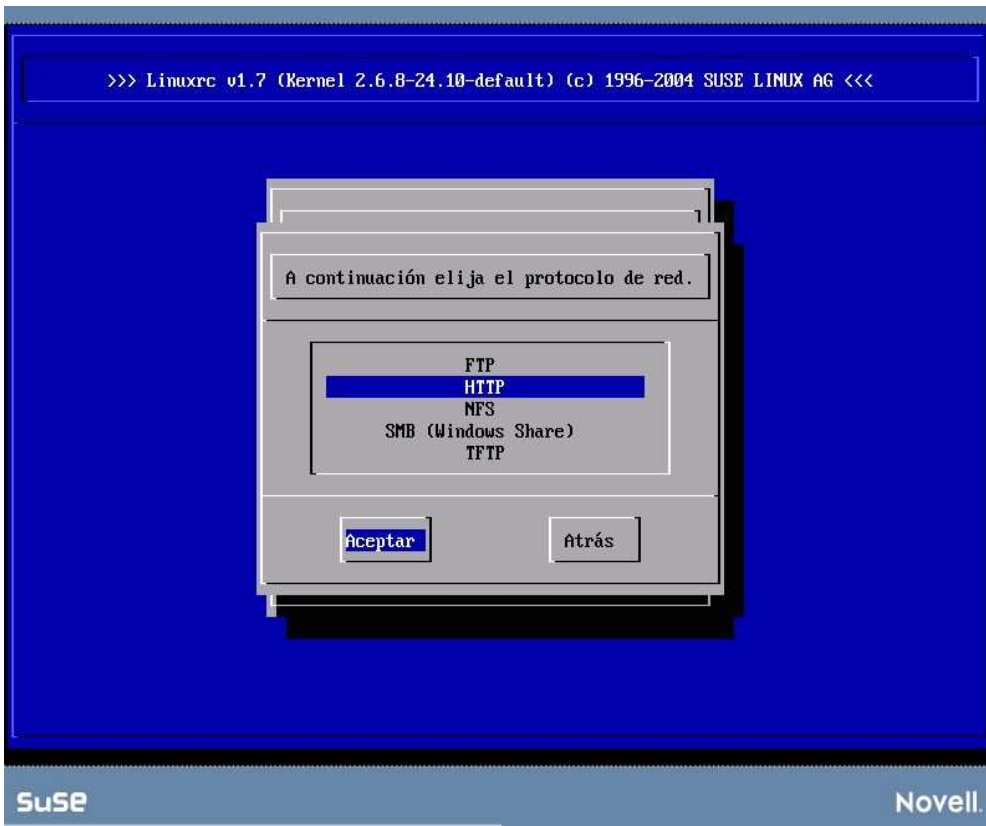 >>> Linuxrc v1.7 (Kernel 2.6.8-24.10-default) (c) 1996-2004 SUSE LINUX AG <<<
A continuación elija el protocolo de red.
FTP
HTTP
NFS
SMB (Windows Share)
TFTP
Aceptar Atrás
SUSE Novell.